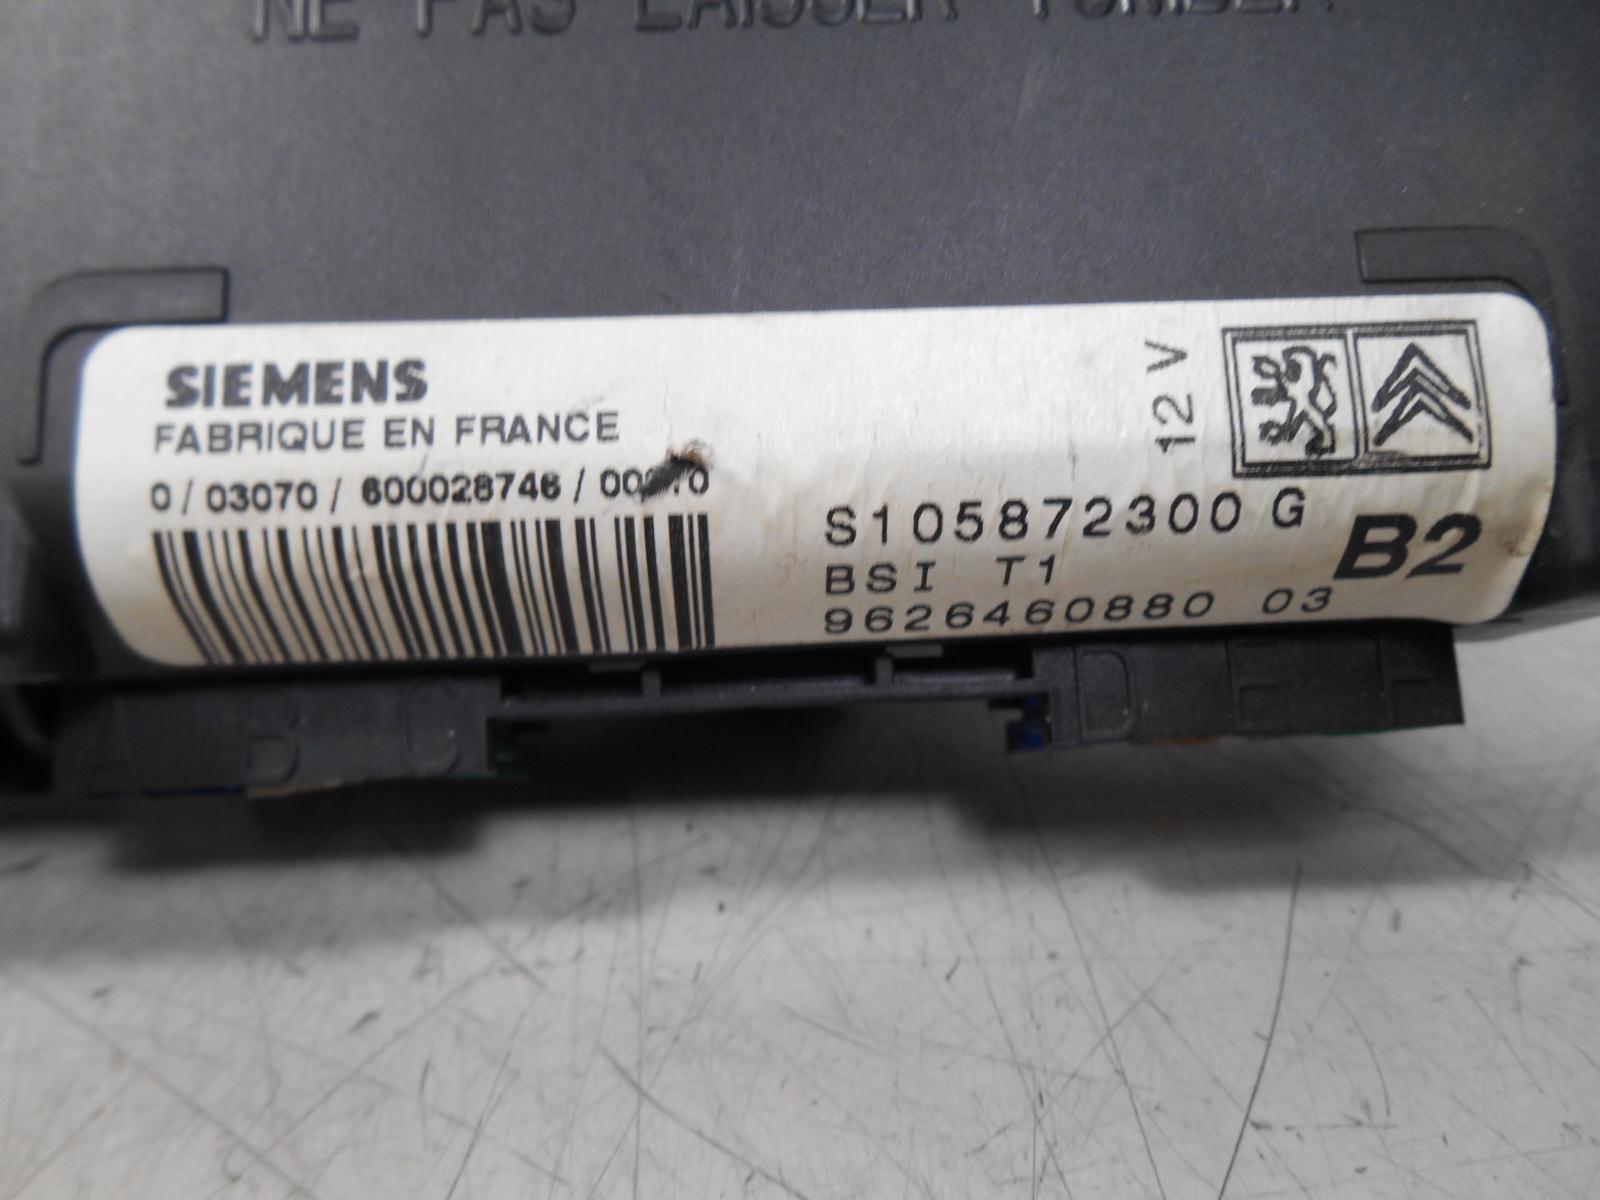 NE PAS LAISSER TOMBER
SIEMENS
FABRIQUE EN FRANCE
0 / 03070 / 600028746 /
12 V
S105872300 G
BSI T1
B2
9626460880 03
A B C
D E F